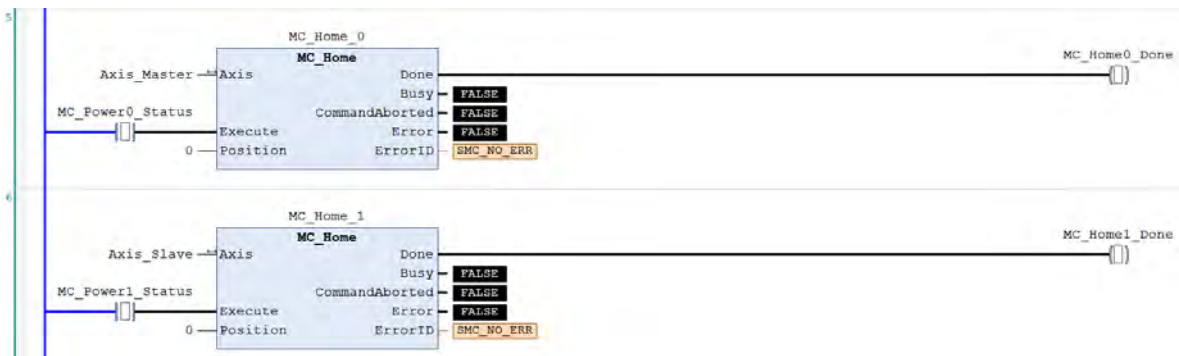 5
MC_Home_0
MC_Home
MC_Home0_Done
Axis_Master Axis Done
Busy FALSE
MC_Power0_Status CommandAborted FALSE
Execute Error FALSE
0 Position ErrorID SMC_NO_ERR
6
MC_Home_1
MC_Home
MC_Home1_Done
Axis_Slave Axis Done
Busy FALSE
MC_Power1_Status CommandAborted FALSE
Execute Error FALSE
0 Position ErrorID SMC_NO_ERR